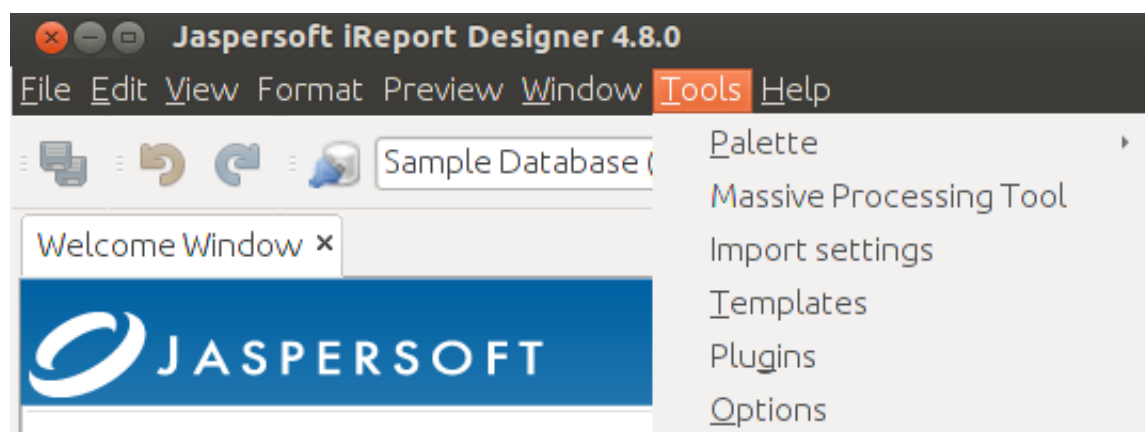 Jaspersoft iReport Designer 4.8.0
File Edit View Format Preview Window Tools Help
Sample Database (
Palette
Massive Processing Tool
Welcome Window ×
Import settings
Templates
JASPERSOFT
Plugins
Options